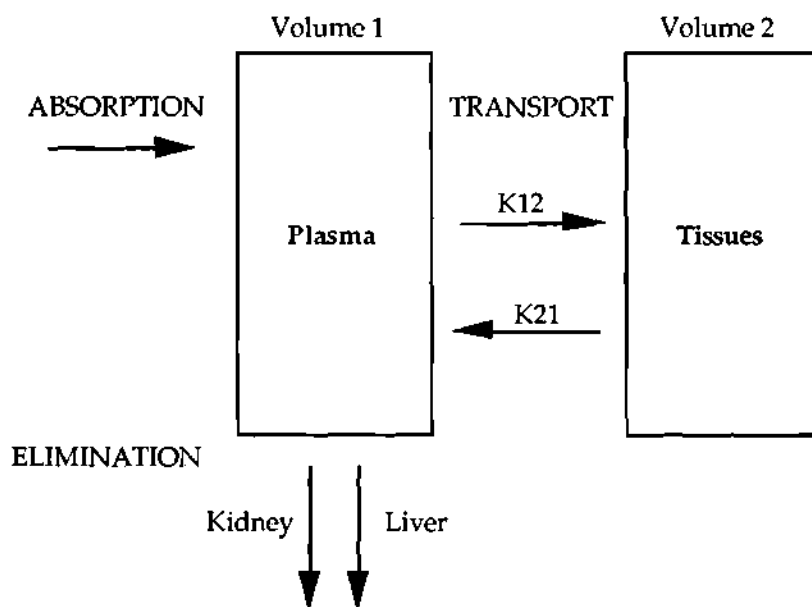 Volume 1
Volume 2
ABSORPTION
TRANSPORT
K12
Plasma
Tissues
K21
ELIMINATION
Kidney
Liver